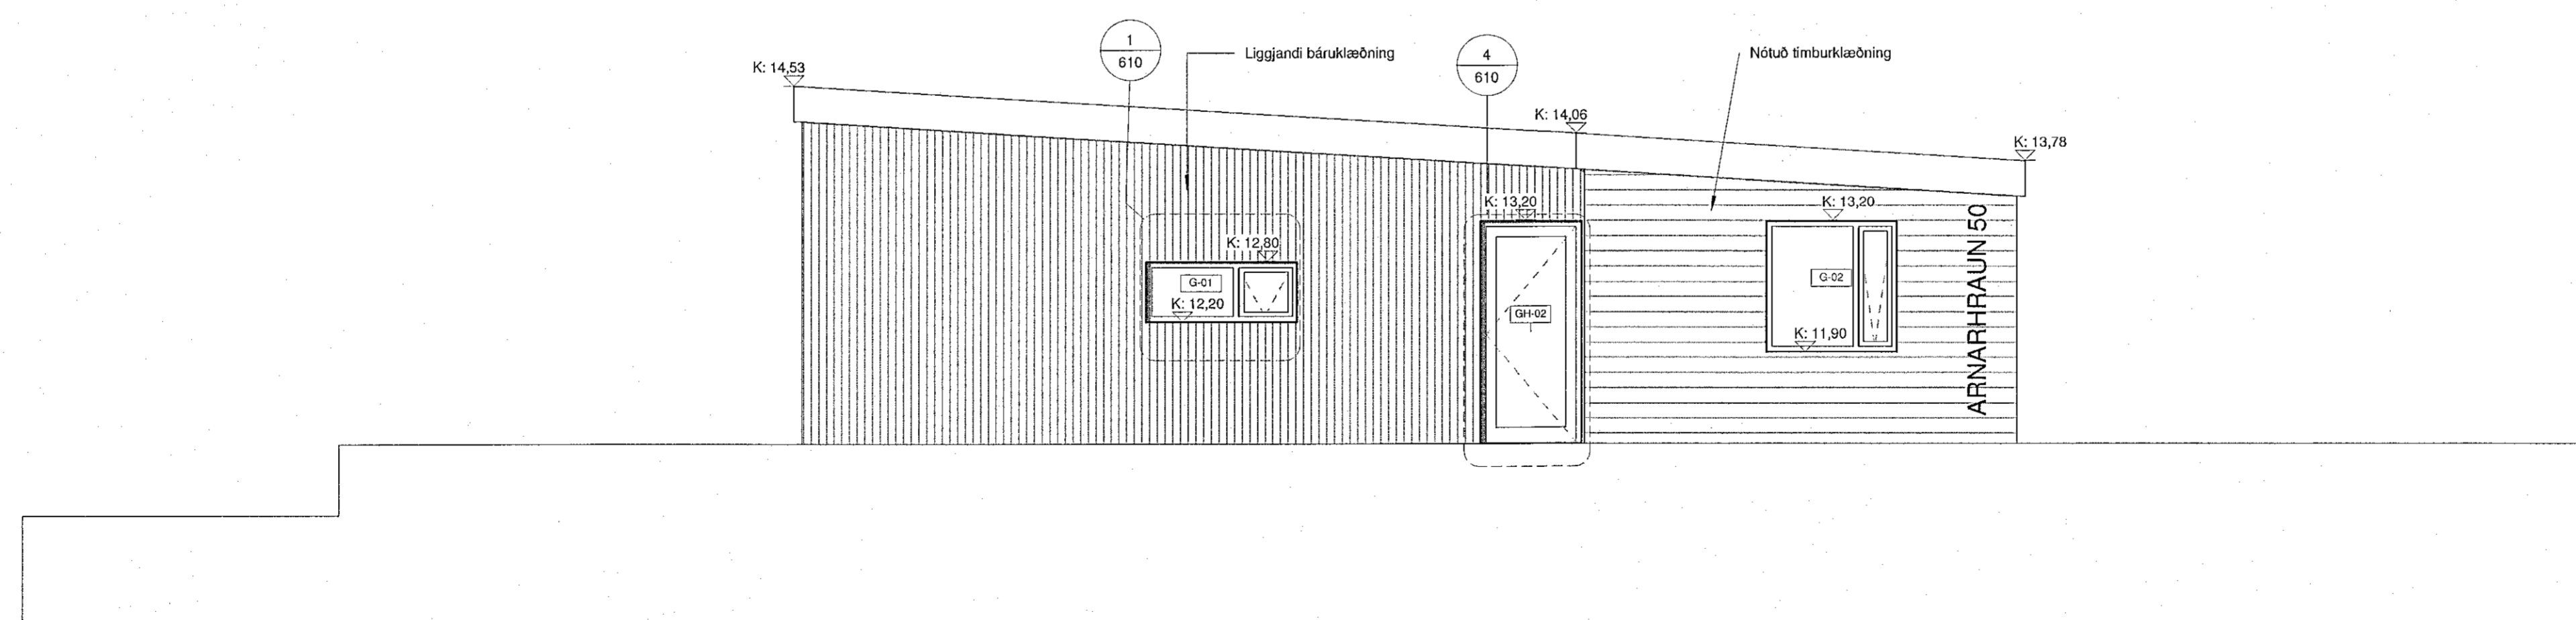 1
610
Liggjandi báruklæðning
4
610
Nótuð timburklæðning
K: 14,53
K: 14,06
K: 13,78
K: 13,20
K: 13,20
K: 12,80
G-01
K: 12,20
GH-02
G-02
K: 11,90
ARNARHRAUN 50